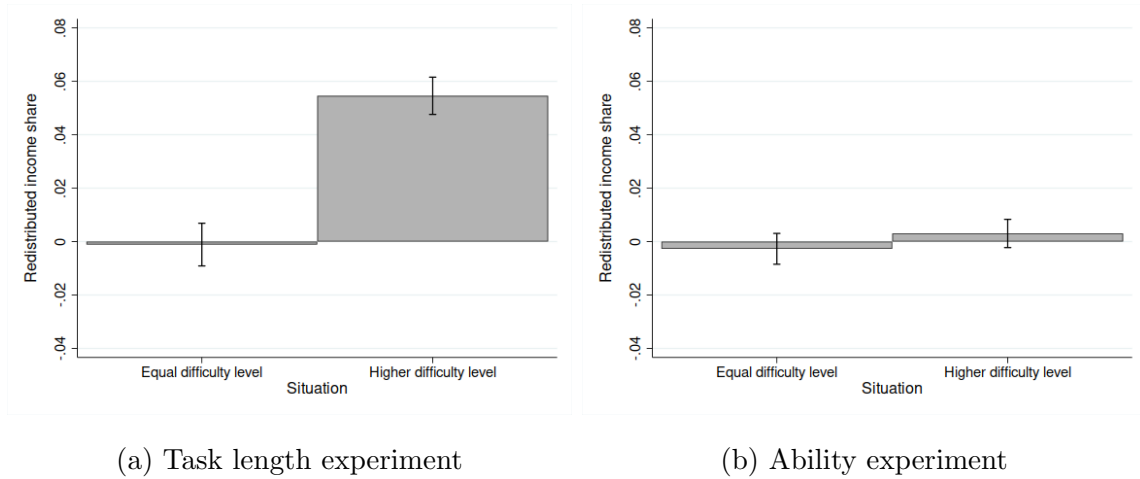 Redistributed income share
.08
.06
.04
.02
0
-.02
-.04
Equal difficulty level
Higher difficulty level
Situation
(a) Task length experiment
Redistributed income share
.08
.06
.04
.02
0
-.02
-.04
Equal difficulty level
Higher difficulty level
Situation
(b) Ability experiment